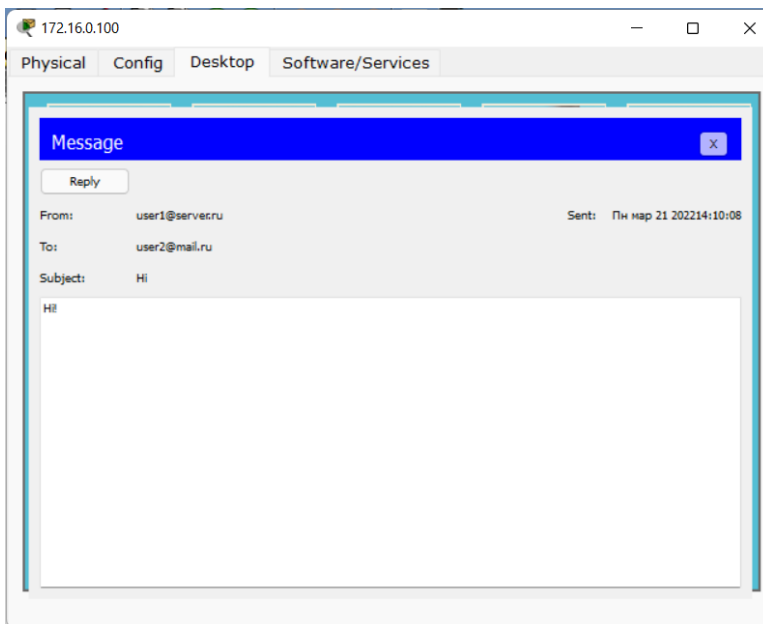 172.16.0.100
Physical Config Desktop Software/Services
Message x
Reply
From: user1@server.ru Sent: Пн мар 21 202214:10:08
To: user2@mail.ru
Subject: Hi
Hi!